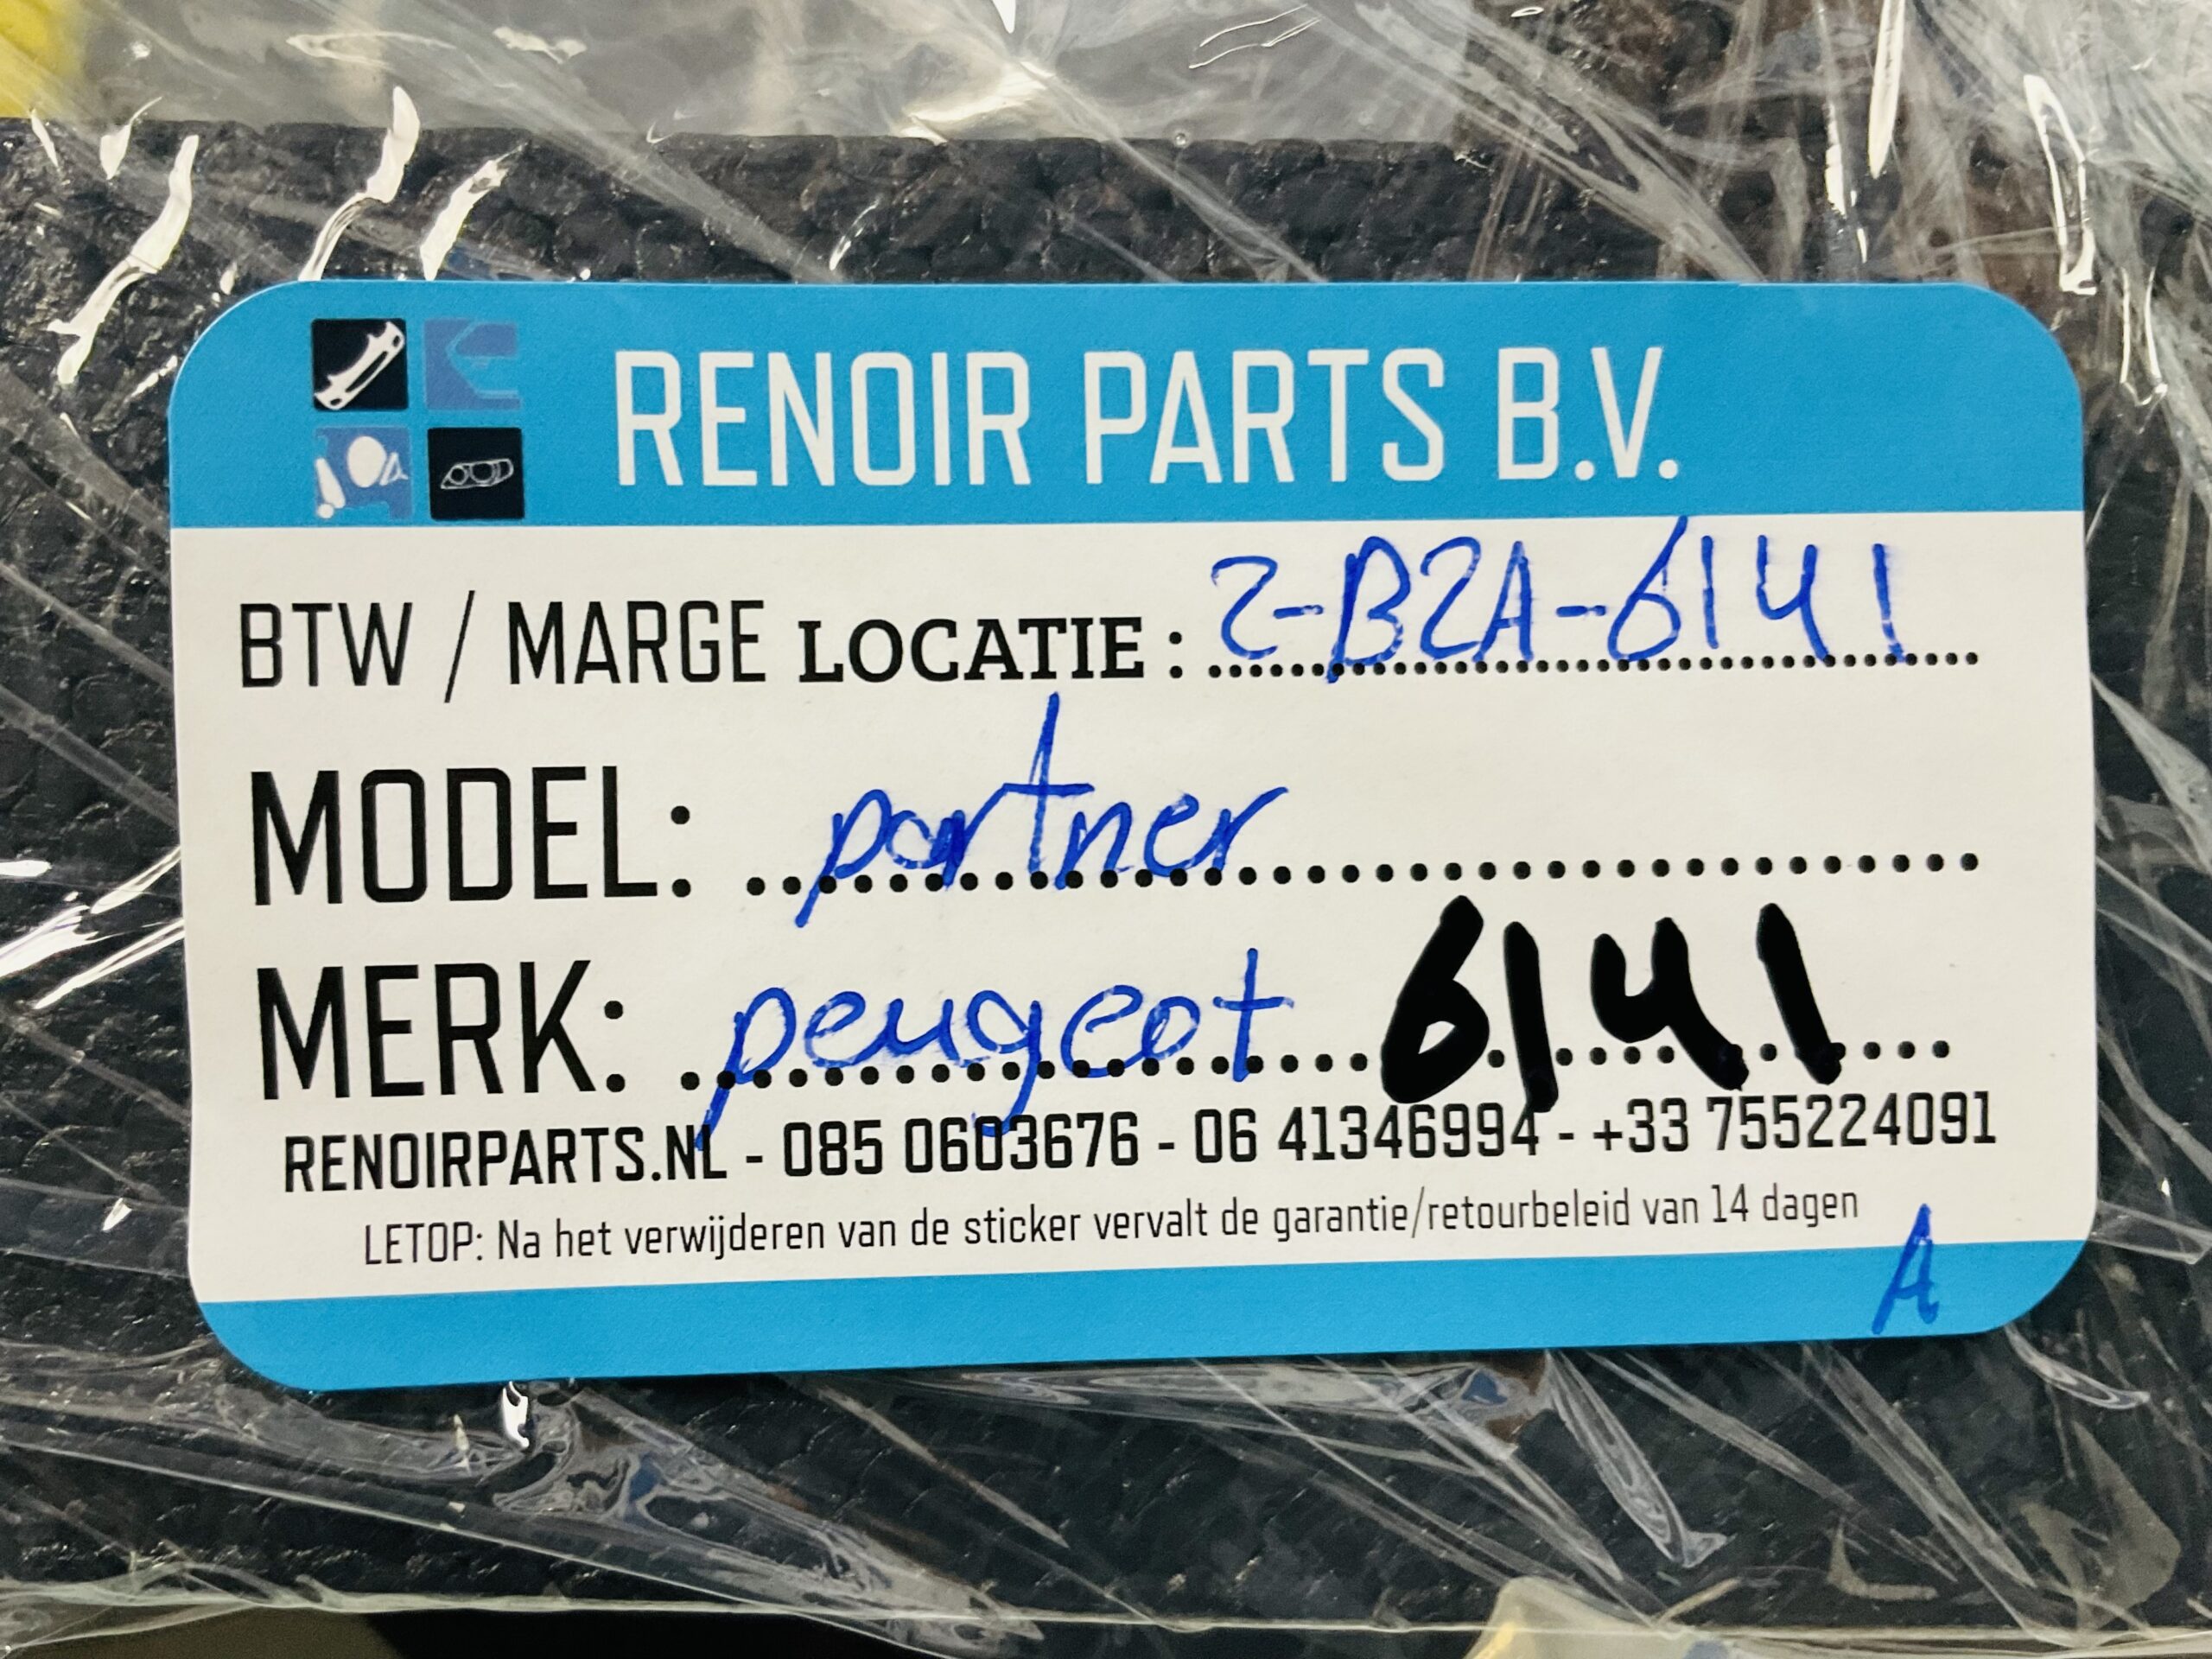 RENOIR PARTS B.V.
BTW / MARGE LOCATIE : 2-B2A-6141
MODEL: partner
MERK: peugeot 6141
RENOIRPARTS.NL - 085 0603676 - 06 41346994 - +33 755224091
LETOP: Na het verwijderen van de sticker vervalt de garantie/retourbeleid van 14 dagen
A